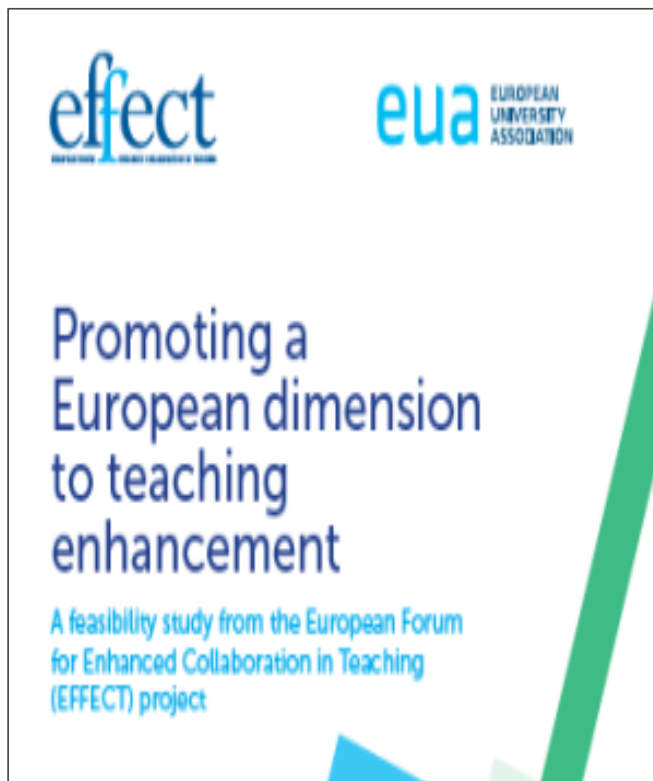 effect
eua EUROPEAN
UNIVERSITY
ASSOCIATION
Promoting a
European dimension
to teaching
enhancement
A feasibility study from the European Forum
for Enhanced Collaboration in Teaching
(EFFECT) project